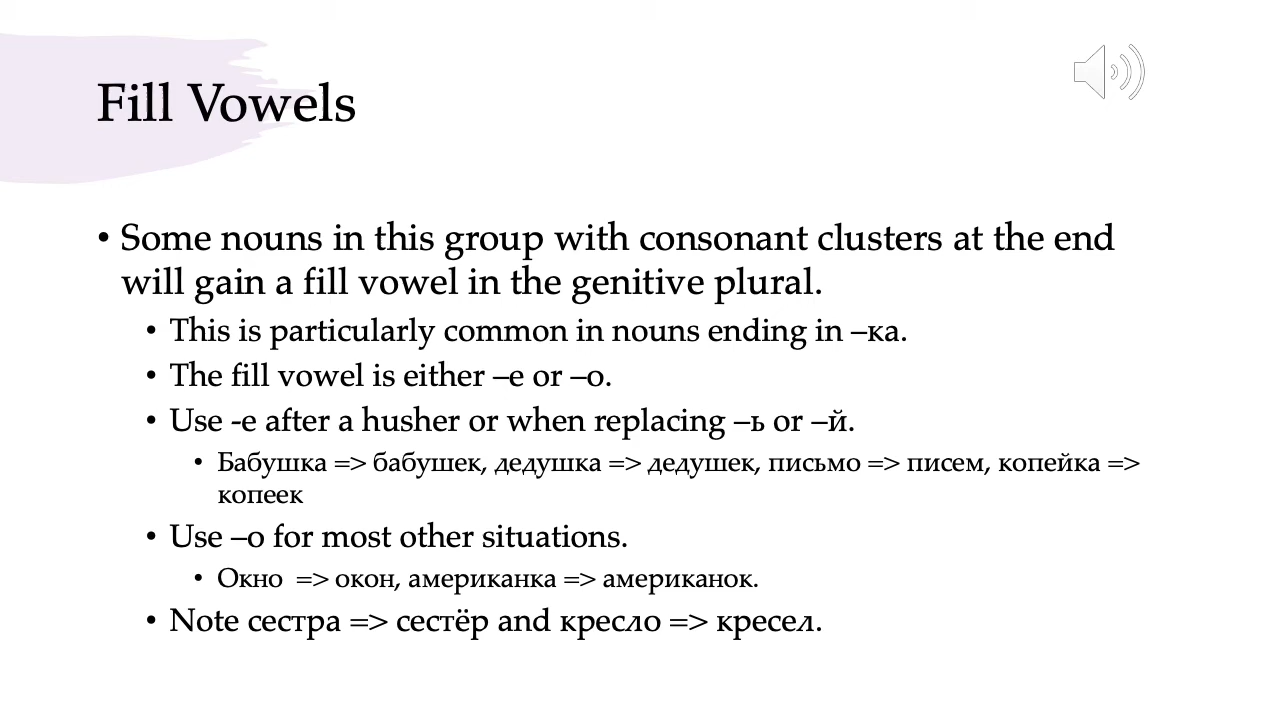 Fill Vowels
• Some nouns in this group with consonant clusters at the end
will gain a fill vowel in the genitive plural.
• This is particularly common in nouns ending in –ка.
• The fill vowel is either –е or –о.
• Use -е after a husher or when replacing –ь or –й.
• Бабушка => бабушек, дедушка => дедушек, письмо => писем, копейка =>
копеек
• Use –о for most other situations.
• Окно => окон, американка => американок.
• Note сестра => сестёр and кресло => кресел.